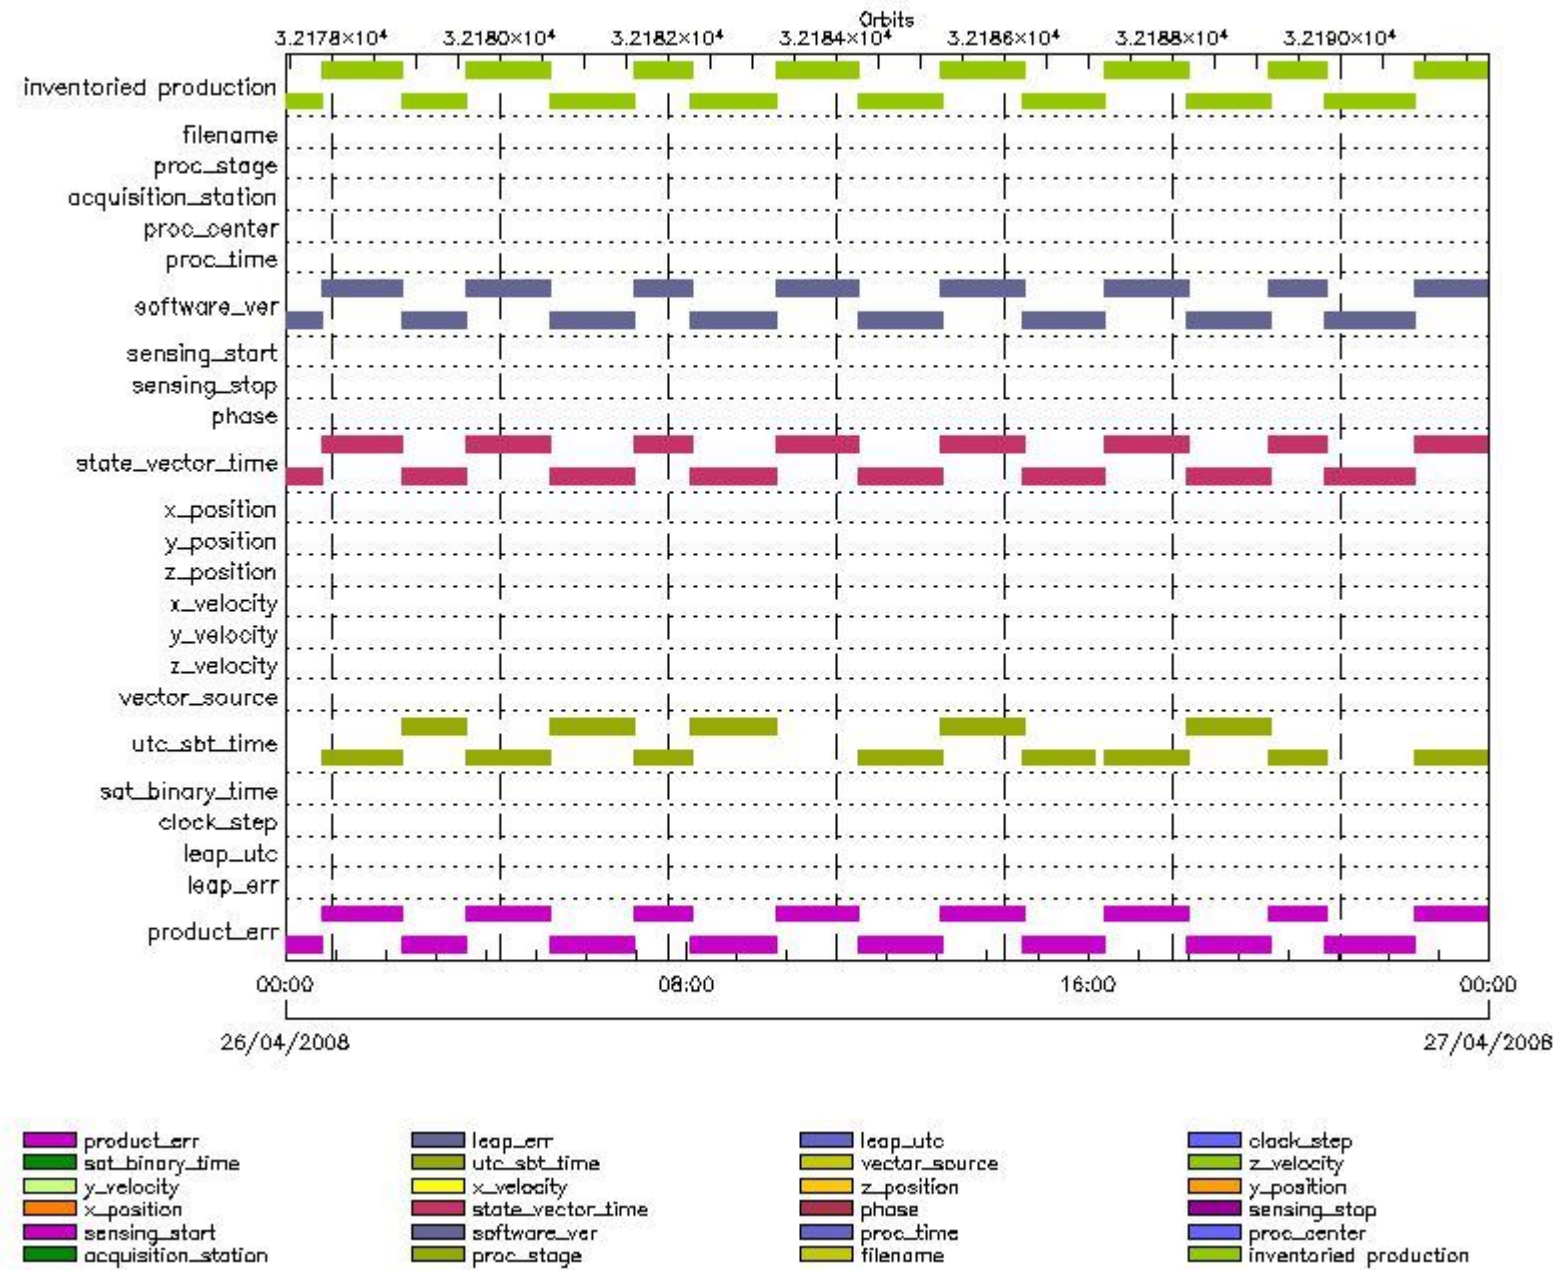 Orbits
3.2178×10⁴ 3.2180×10⁴ 3.2182×10⁴ 3.2184×10⁴ 3.2186×10⁴ 3.2188×10⁴ 3.2190×10⁴
inventoried production
filename
proc_stage
acquisition_station
proc_center
proc_time
software_ver
sensing_start
sensing_stop
phase
state_vector_time
x_position
y_position
z_position
x_velocity
y_velocity
z_velocity
vector_source
utc_sbt_time
sat_binary_time
clock_step
leap_utc
leap_err
product_err
00:00 08:00 16:00 00:00
26/04/2008 27/04/2008
product_err leap_err leap_utc clock_step
sat_binary_time utc_sbt_time vector_source z_velocity
y_velocity x_velocity z_position y_position
x_position state_vector_time phase sensing_stop
sensing_start software_ver proc_time proc_center
acquisition_station proc_stage filename inventoried production